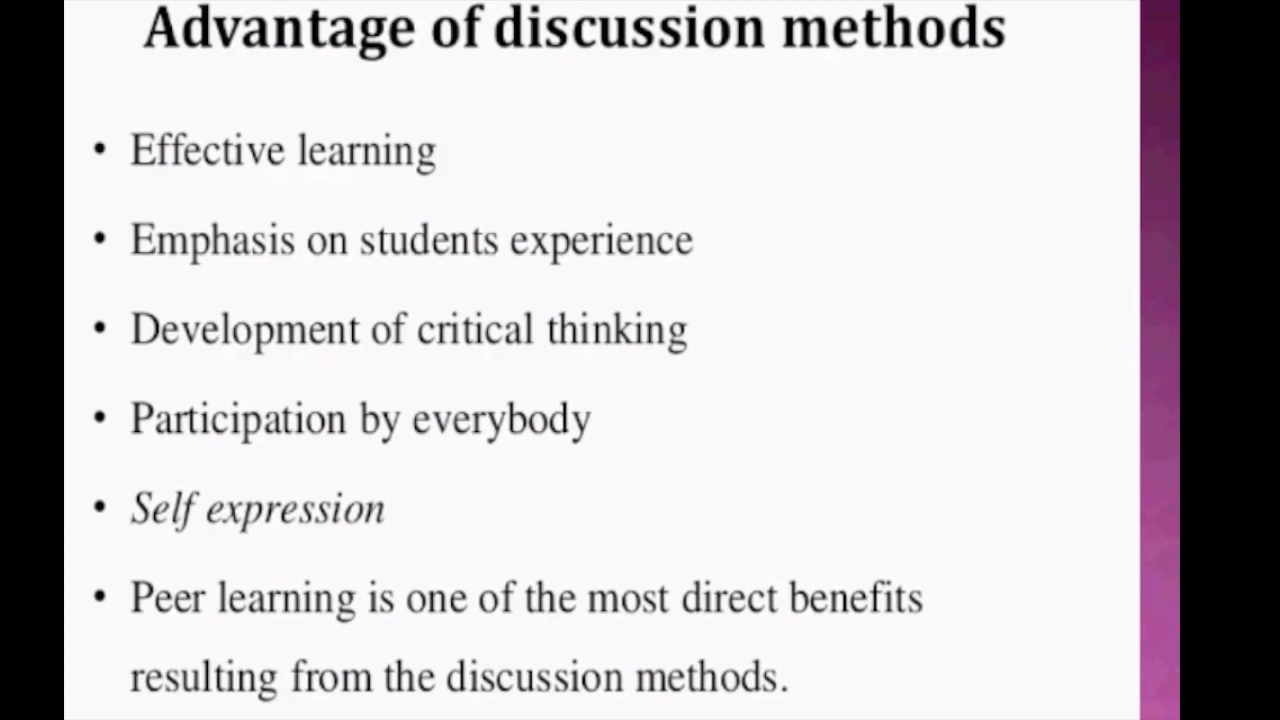 Advantage of discussion methods
• Effective learning
• Emphasis on students experience
• Development of critical thinking
• Participation by everybody
• Self expression
• Peer learning is one of the most direct benefits
resulting from the discussion methods.